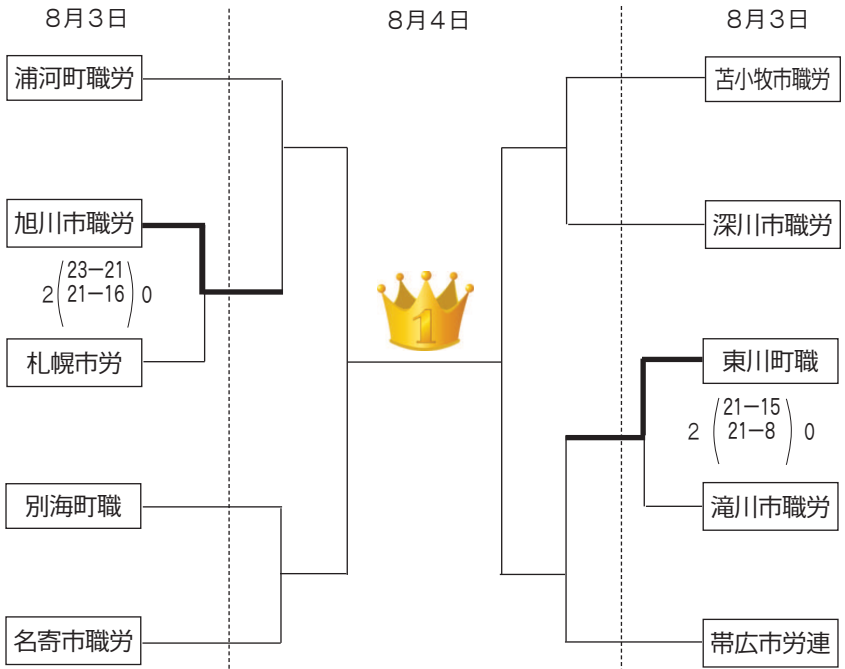 8月3日
8月4日
8月3日
浦河町職労
旭川市職労
2 (23−21 21−16) 0
札幌市労
別海町職
名寄市職労
1
苫小牧市職労
深川市職労
東川町職
2 (21−15 21−8) 0
滝川市職労
帯広市労連